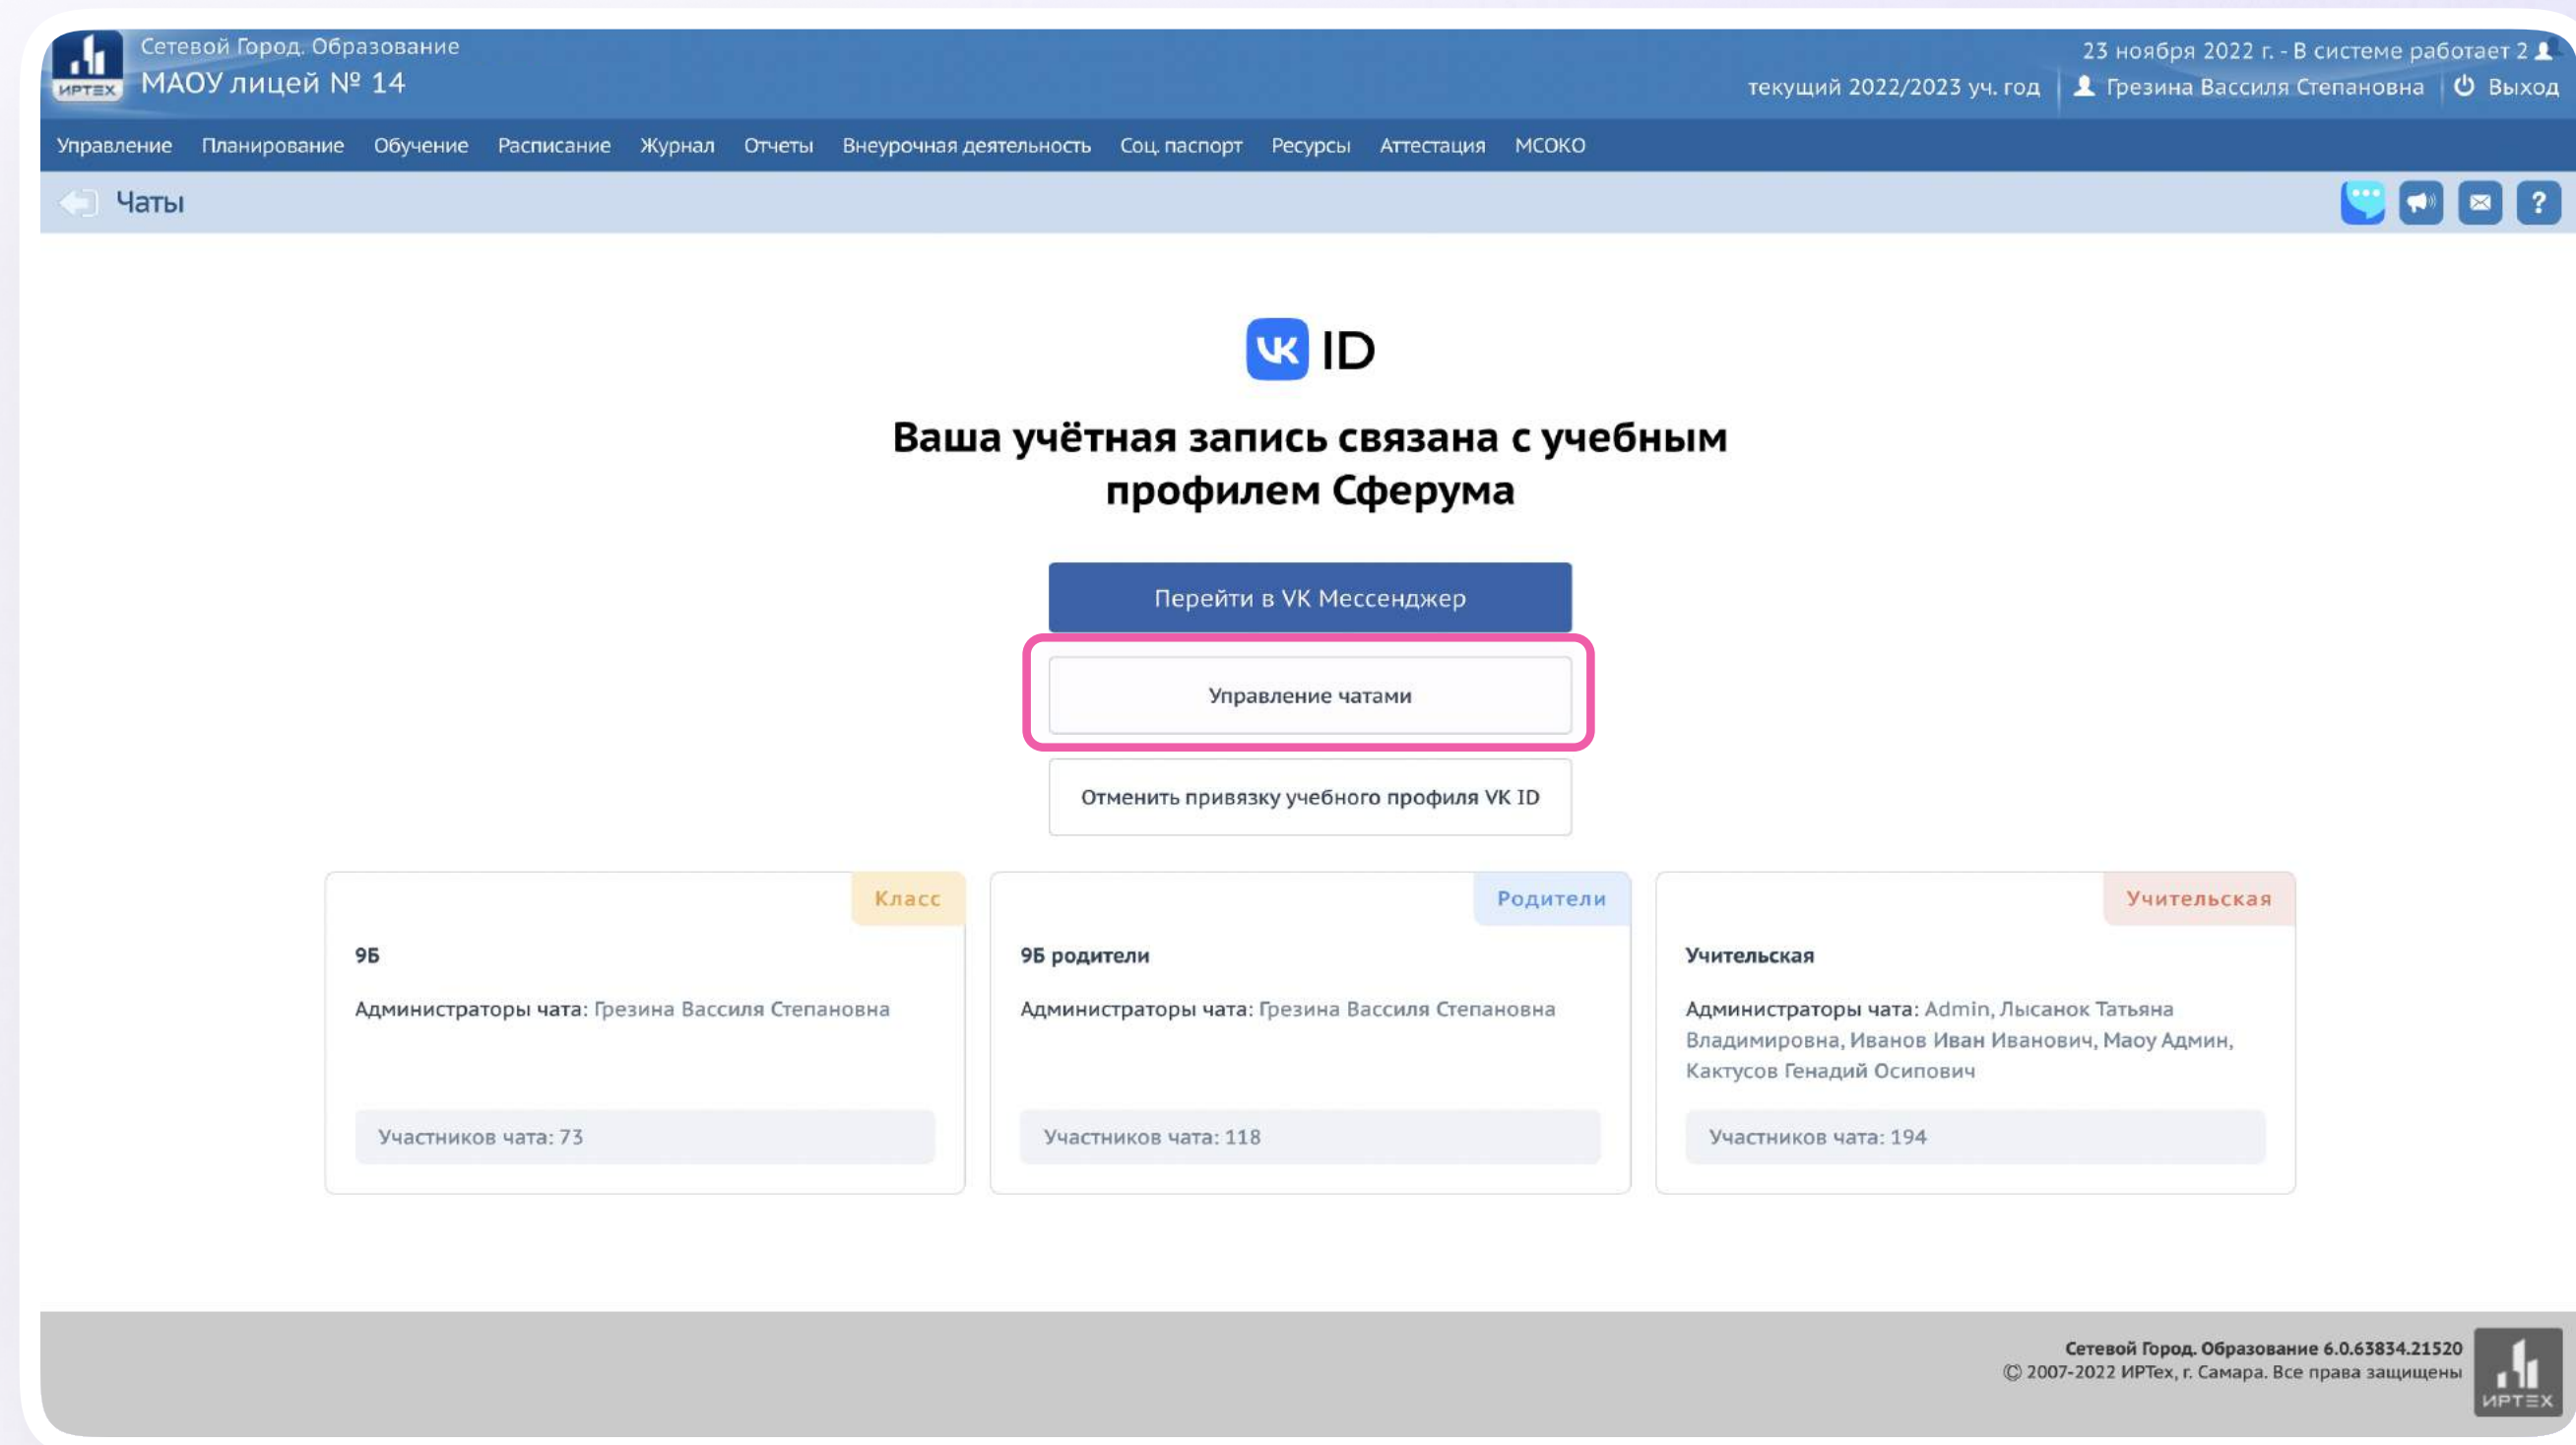 Сетевой Город. Образование
МАОУ лицей № 14
ИРТЕХ
23 ноября 2022 г. - В системе работает 2
текущий 2022/2023 уч. год
Грезина Вассиля Степановна
Выход
Управление Планирование Обучение Расписание Журнал Отчеты Внеурочная деятельность Соц. паспорт Ресурсы Аттестация МСОКО
Чаты
?
VK ID
Ваша учётная запись связана с учебным
профилем Сферума
Перейти в VK Мессенджер
Управление чатами
Отменить привязку учебного профиля VK ID
Класс
9Б
Администраторы чата: Грезина Вассиля Степановна
Участников чата: 73
Родители
9Б родители
Администраторы чата: Грезина Вассиля Степановна
Участников чата: 118
Учительская
Учительская
Администраторы чата: Admin, Лысанок Татьяна
Владимировна, Иванов Иван Иванович, Маоу Админ,
Кактусов Генадий Осипович
Участников чата: 194
Сетевой Город. Образование 6.0.63834.21520
© 2007-2022 ИРТех, г. Самара. Все права защищены
ИРТЕХ